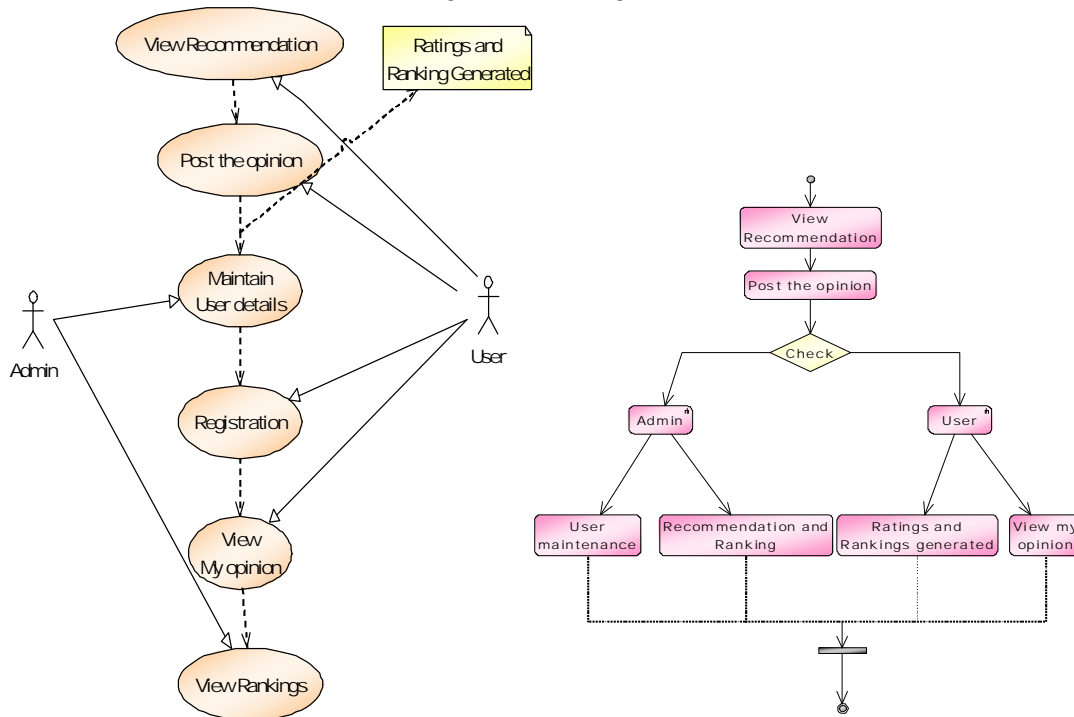 View Recommendation
Ratings and
Ranking Generated
Post the opinion
Maintain
User details
Admin
User
Registration
View
My opinion
View Rankings
View
Recommendation
Post the opinion
Check
Admin
User
User
maintenance
Recommendation and
Ranking
Ratings and
Rankings generated
View my
opinion